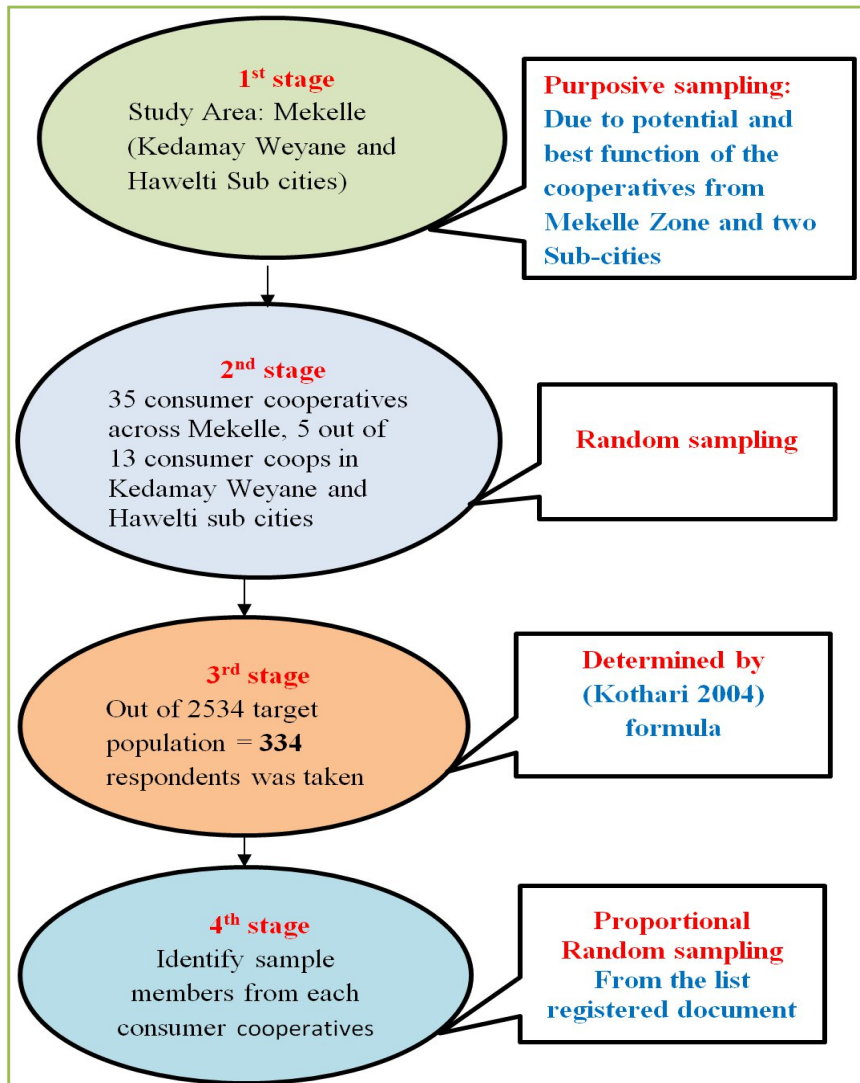 1st stage
Study Area: Mekelle
(Kedamay Weyane and
Hawelti Sub cities)
Purposive sampling:
Due to potential and
best function of the
cooperatives from
Mekelle Zone and two
Sub-cities
2nd stage
35 consumer cooperatives
across Mekelle, 5 out of
13 consumer coops in
Kedamay Weyane and
Hawelti sub cities
Random sampling
3rd stage
Out of 2534 target
population = 334
respondents was taken
Determined by
(Kothari 2004)
formula
4th stage
Identify sample
members from each
consumer cooperatives
Proportional
Random sampling
From the list
registered document